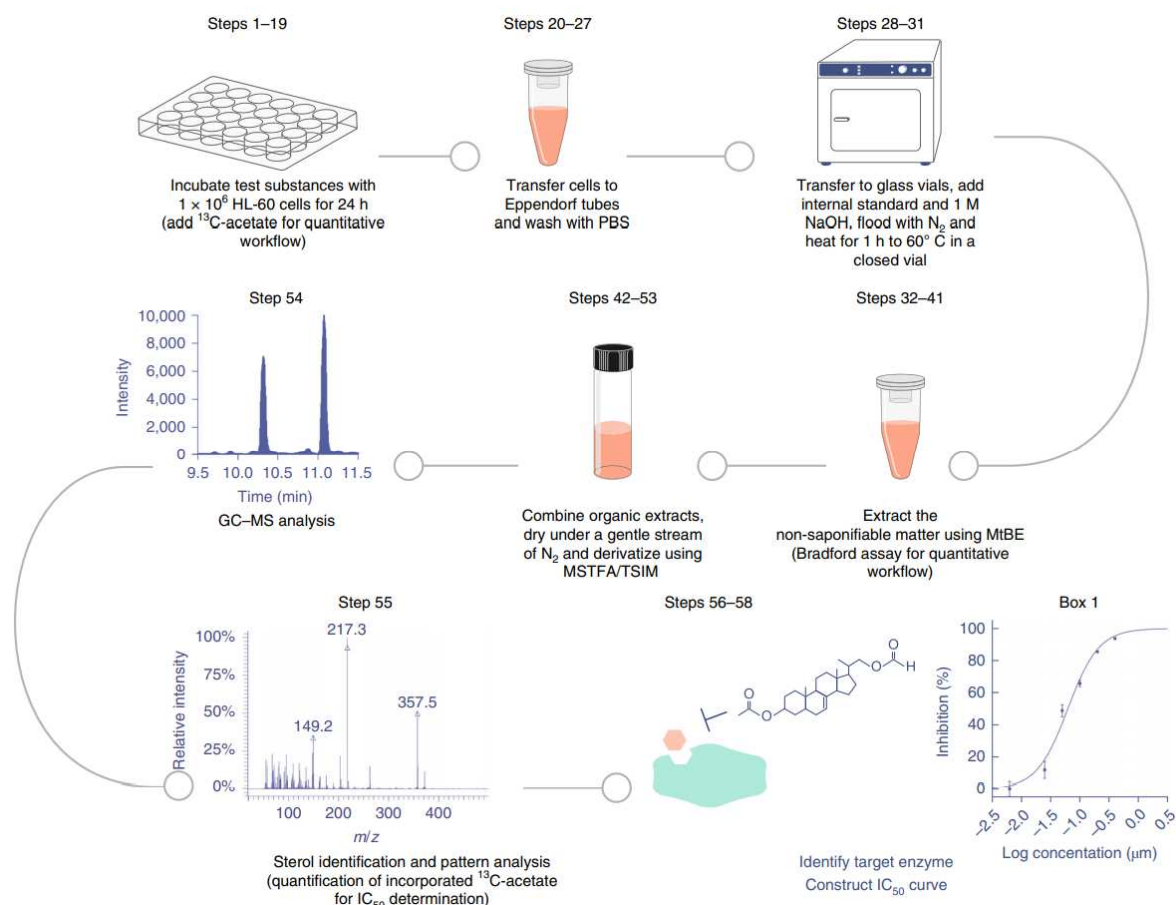 Steps 1–19
Incubate test substances with
1 × 10⁶ HL-60 cells for 24 h
(add ¹³C-acetate for quantitative
workflow)
Steps 20–27
Transfer cells to
Eppendorf tubes
and wash with PBS
Steps 28–31
Transfer to glass vials, add
internal standard and 1 M
NaOH, flood with N₂ and
heat for 1 h to 60° C in a
closed vial
Steps 32–41
Extract the
non-saponifiable matter using MtBE
(Bradford assay for quantitative
workflow)
Steps 42–53
Combine organic extracts,
dry under a gentle stream
of N₂ and derivatize using
MSTFA/TSIM
Step 54
Intensity
10,000
8,000
6,000
4,000
2,000
0
9.5 10.0 10.5 11.0 11.5
Time (min)
GC–MS analysis
Step 55
Relative intensity
100%
75%
50%
25%
0%
217.3
357.5
149.2
100 200 300 400
m/z
Sterol identification and pattern analysis
(quantification of incorporated ¹³C-acetate
for IC₅₀ determination)
Steps 56–58
O
O
O
O
H
Identify target enzyme
Construct IC₅₀ curve
Box 1
Inhibition (%)
100
80
60
40
20
0
–2.5 –2.0 –1.5 –1.0 –0.5 0.0 0.5
Log concentation (μm)